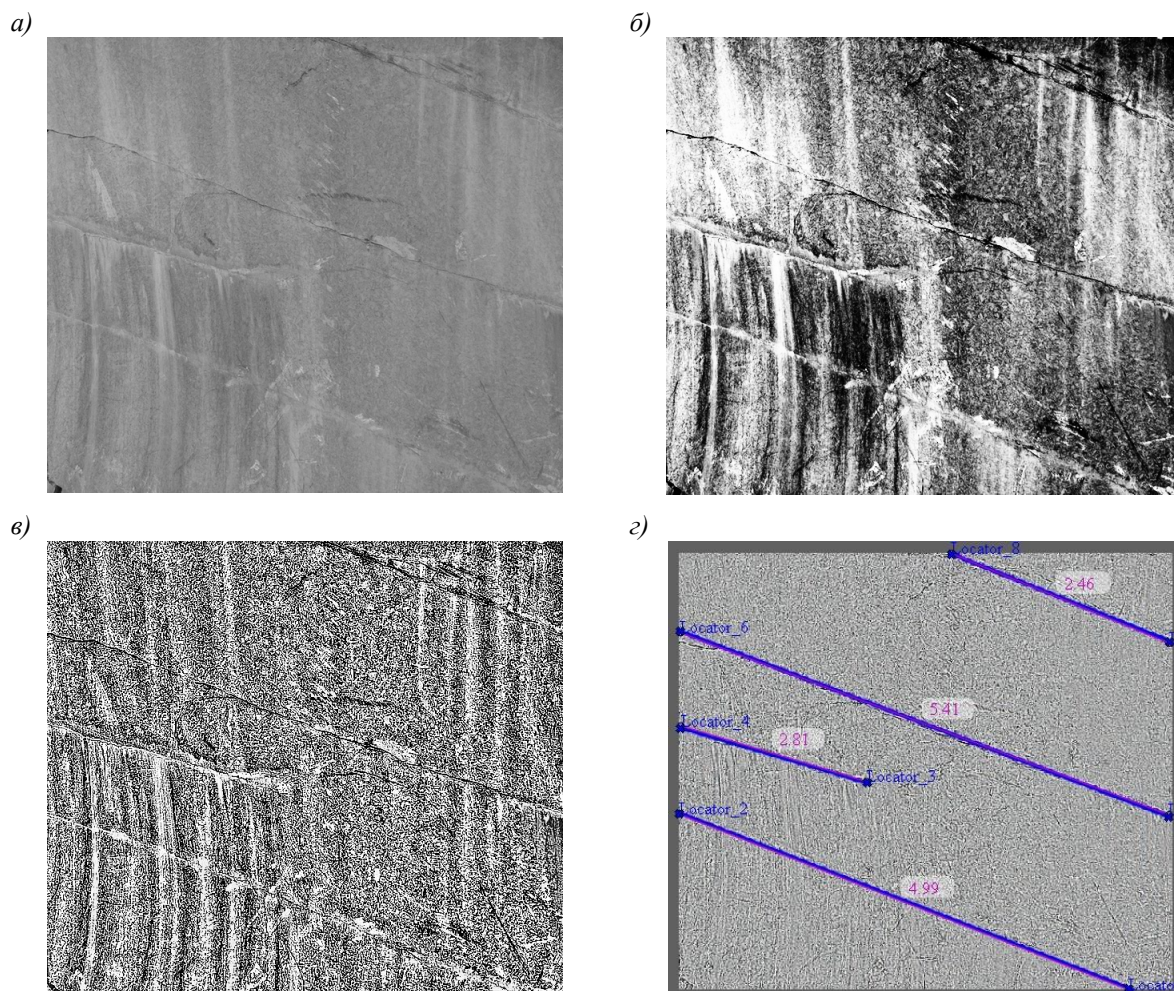 а)
б)
в)
г)
Locator_8
2.46
Locator_6
5.41
Locator_4
2.81
Locator_3
Locator_2
4.99